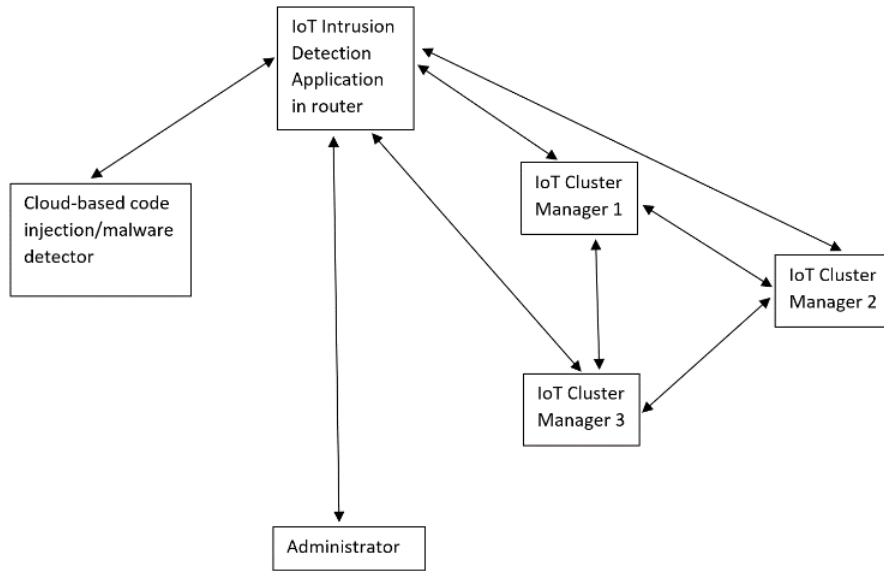 IoT Intrusion
Detection
Application
in router
Cloud-based code
injection/malware
detector
IoT Cluster
Manager 1
IoT Cluster
Manager 2
IoT Cluster
Manager 3
Administrator